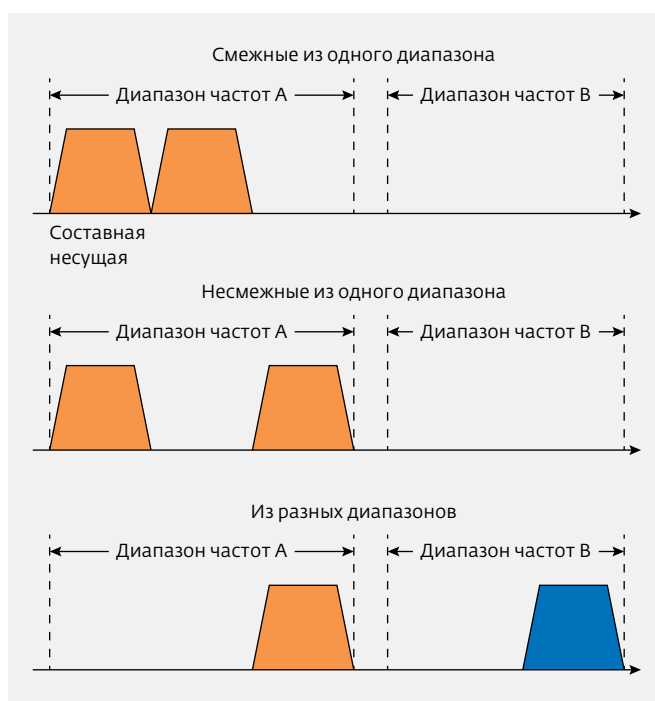 Смежные из одного диапазона
Диапазон частот А
Диапазон частот В
Составная
несущая
Несмежные из одного диапазона
Диапазон частот А
Диапазон частот В
Из разных диапазонов
Диапазон частот А
Диапазон частот В